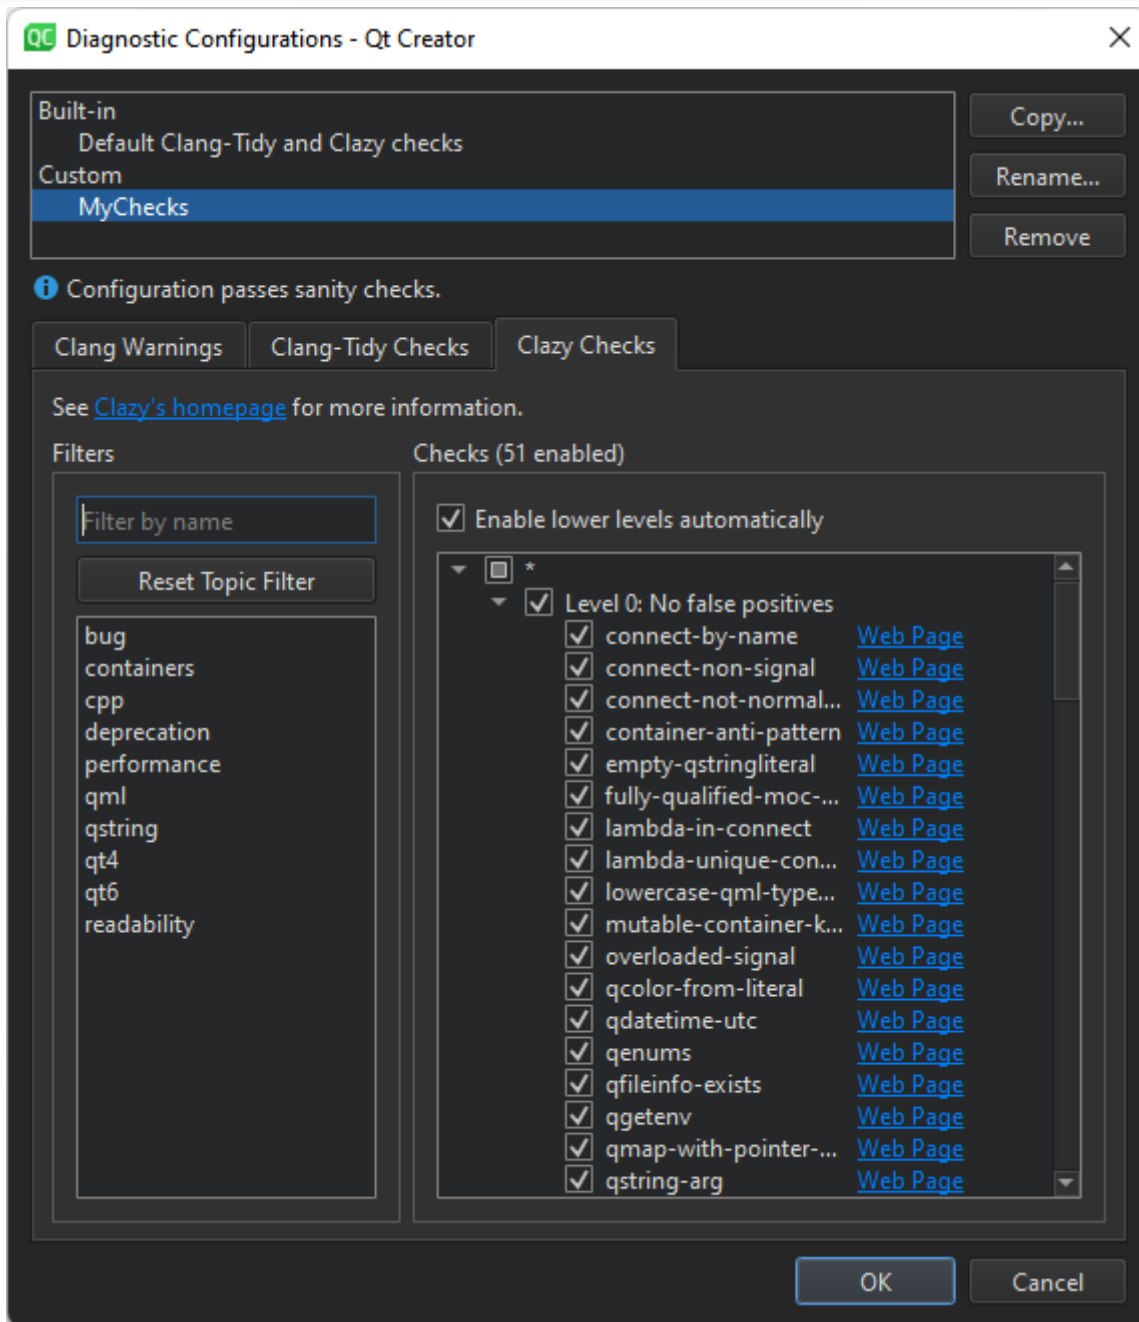 QC Diagnostic Configurations - Qt Creator
Built-in
Default Clang-Tidy and Clazy checks
Custom
MyChecks
Copy...
Rename...
Remove
Configuration passes sanity checks.
Clang Warnings Clang-Tidy Checks Clazy Checks
See Clazy's homepage for more information.
Filters
Filter by name
Reset Topic Filter
bug
containers
cpp
deprecation
performance
qml
qstring
qt4
qt6
readability
Checks (51 enabled)
Enable lower levels automatically
*
Level 0: No false positives
connect-by-name Web Page
connect-non-signal Web Page
connect-not-normal... Web Page
container-anti-pattern Web Page
empty-qstringliteral Web Page
fully-qualified-moc-... Web Page
lambda-in-connect Web Page
lambda-unique-con... Web Page
lowercase-qml-type... Web Page
mutable-container-k... Web Page
overloaded-signal Web Page
qcolor-from-literal Web Page
qdatetime-utc Web Page
qenums Web Page
qfileinfo-exists Web Page
qgetenv Web Page
qmap-with-pointer-... Web Page
qstring-arg Web Page
OK Cancel